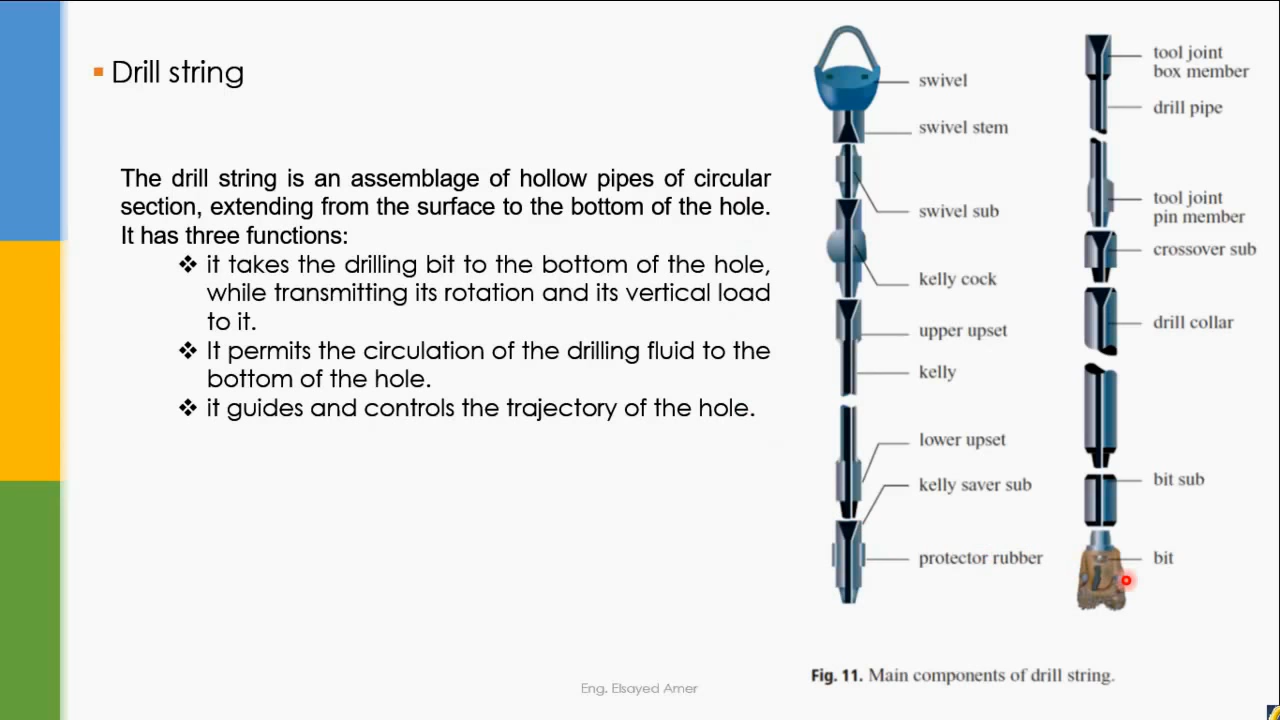 ▪ Drill string
The drill string is an assemblage of hollow pipes of circular
section, extending from the surface to the bottom of the hole.
It has three functions:
❖ it takes the drilling bit to the bottom of the hole,
while transmitting its rotation and its vertical load
to it.
❖ It permits the circulation of the drilling fluid to the
bottom of the hole.
❖ it guides and controls the trajectory of the hole.
swivel
swivel stem
swivel sub
kelly cock
upper upset
kelly
lower upset
kelly saver sub
protector rubber
tool joint
box member
drill pipe
tool joint
pin member
crossover sub
drill collar
bit sub
bit
Fig. 11. Main components of drill string.
Eng. Elsayed Amer